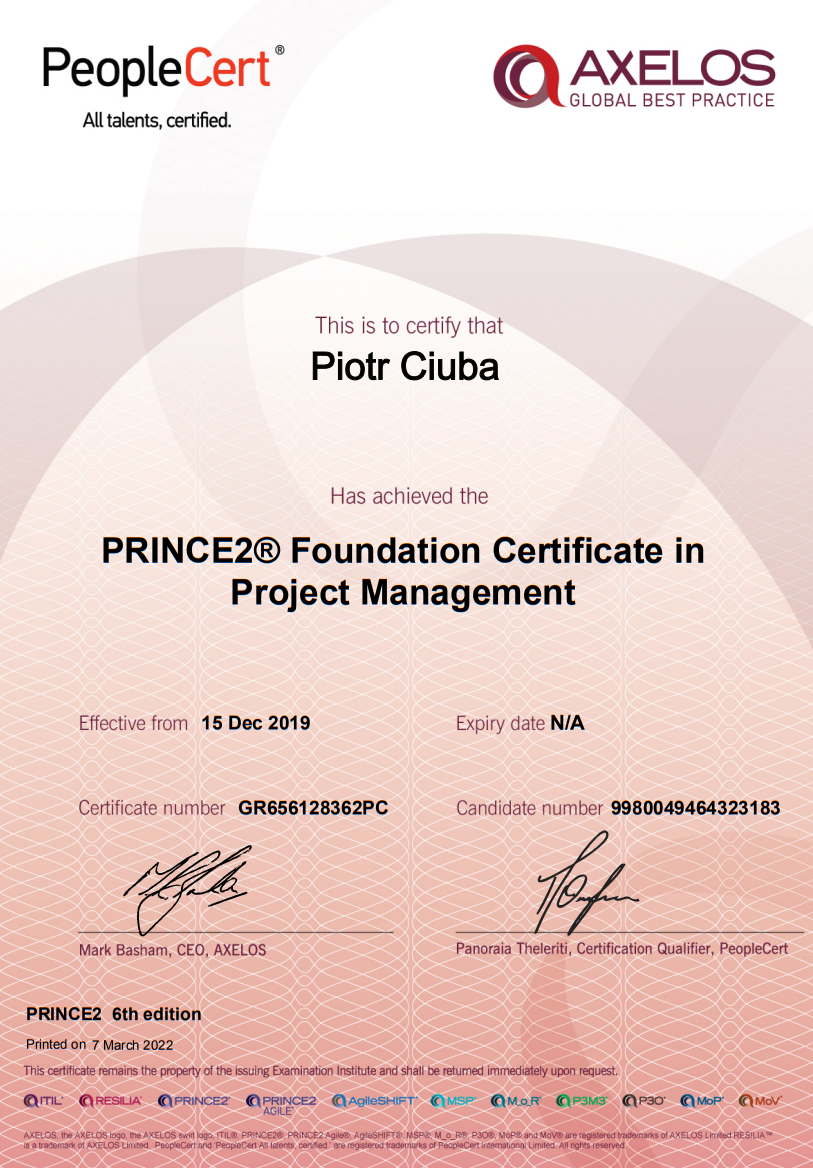 PeopleCert®
All talents, certified.
AXELOS
GLOBAL BEST PRACTICE
This is to certify that
Piotr Ciuba
Has achieved the
PRINCE2® Foundation Certificate in
Project Management
Effective from 15 Dec 2019
Expiry date N/A
Certificate number GR656128362PC
Candidate number 9980049464323183
Mark Basham, CEO, AXELOS
Panoraia Theleriti, Certification Qualifier, PeopleCert
PRINCE2 6th edition
Printed on 7 March 2022
This certificate remains the property of the issuing Examination Institute and shall be returned immediately upon request.
ITIL® RESILIA® PRINCE2® PRINCE2 AGILE® AgileSHIFT® MSP® M_o_R® P3M3® P3O® MoP® MoV®
AXELOS, the AXELOS logo, the AXELOS swirl logo, ITIL®, PRINCE2®, PRINCE2 Agile®, AgileSHIFT®, MSP®, M_o_R®, P3O®, MoP® and MoV® are registered trademarks of AXELOS Limited.RESILIA™
is a trademark of AXELOS Limited. PeopleCert and 'PeopleCert All talents, certified.' are registered trademarks of PeopleCert International Limited. All rights reserved